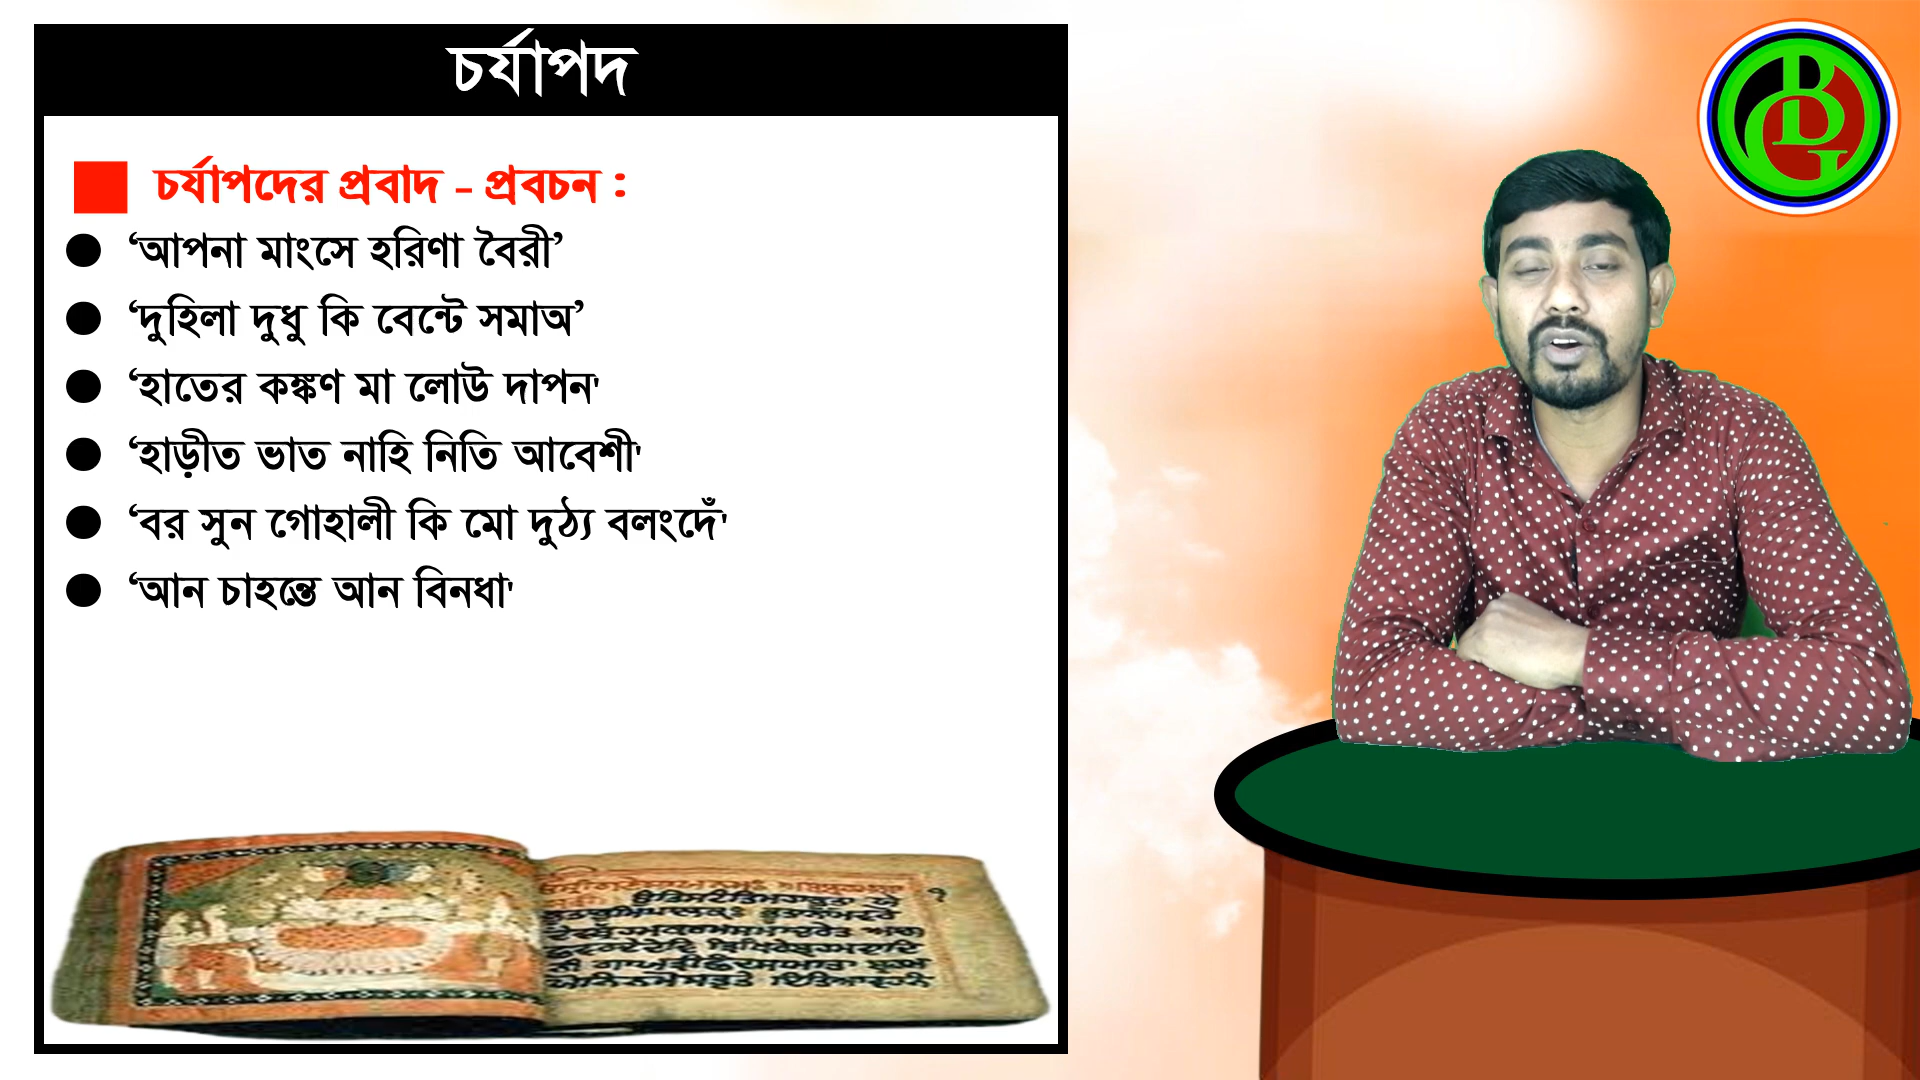 চর্যাপদ
চর্যাপদের প্রবাদ - প্রবচন :
‘আপনা মাংসে হরিণা বৈরী’
‘দুহিলা দুধু কি বেন্টে সমাঅ’
‘হাতের কঙ্কণ মা লোউ দাপন'
‘হাড়ীত ভাত নাহি নিতি আবেশী'
‘বর সুন গোহালী কি মো দুঠ্য বলংদেঁ'
‘আন চাহন্তে আন বিনধা'